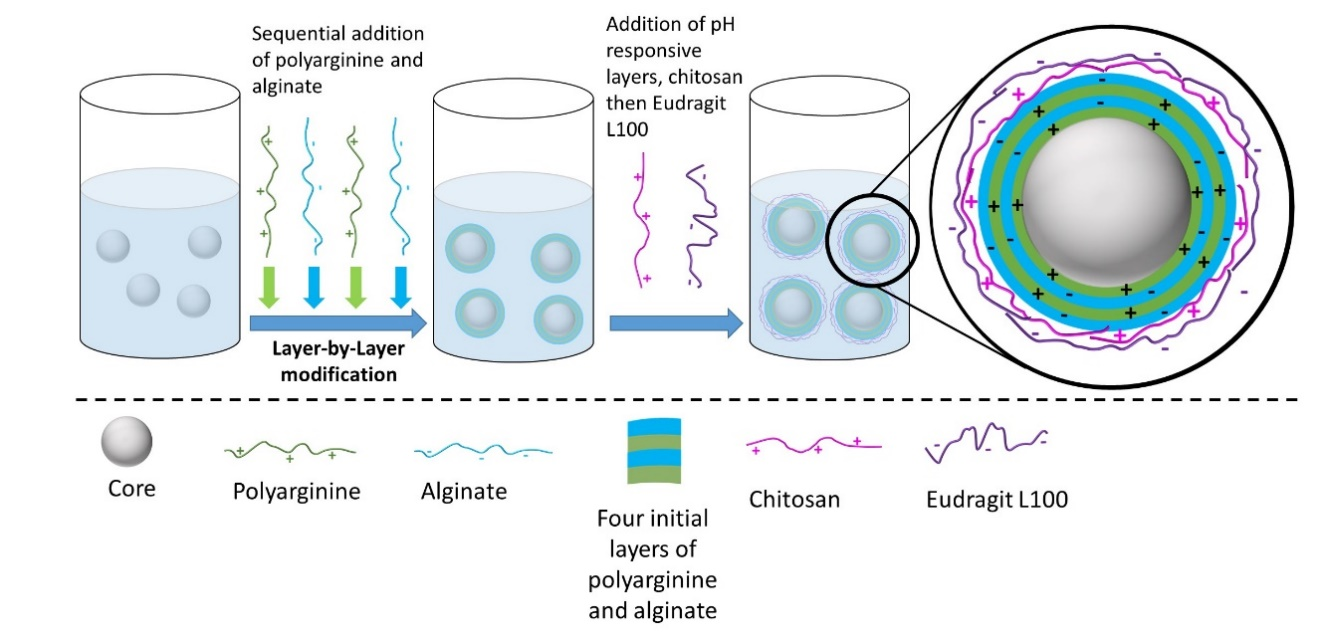 Sequential addition
of polyarginine and
alginate
Addition of pH
responsive
layers, chitosan
then Eudragit
L100
Layer-by-Layer
modification
Core
Polyarginine
Alginate
Four initial
layers of
polyarginine
and alginate
Chitosan
Eudragit L100